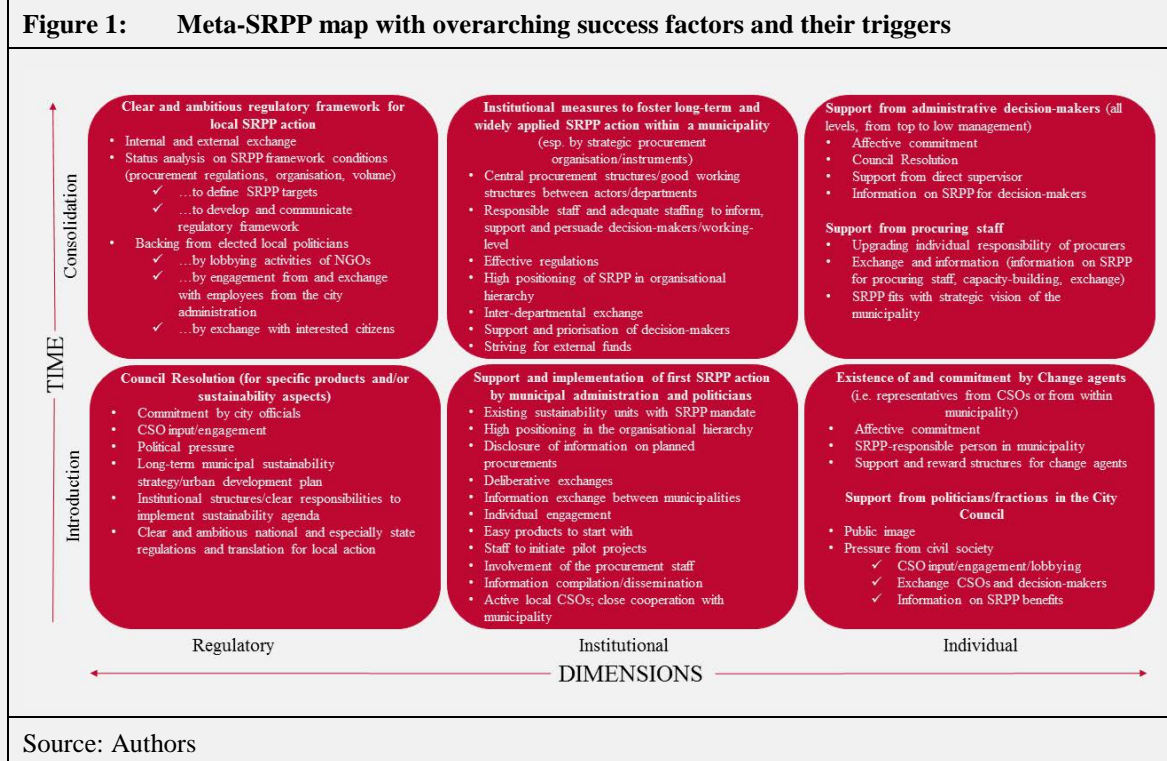 Figure 1: Meta-SRPP map with overarching success factors and their triggers
TIME
Consolidation
Clear and ambitious regulatory framework for
local SRPP action
• Internal and external exchange
• Status analysis on SRPP framework conditions
(procurement regulations, organisation, volume)
✓ …to define SRPP targets
✓ …to develop and communicate
regulatory framework
• Backing from elected local politicians
✓ …by lobbying activities of NGOs
✓ …by engagement from and exchange
with employees from the city
administration
✓ …by exchange with interested citizens
Institutional measures to foster long-term and
widely applied SRPP action within a municipality
(esp. by strategic procurement
organisation/instruments)
• Central procurement structures/good working
structures between actors/departments
• Responsible staff and adequate staffing to inform,
support and persuade decision-makers/working-
level
• Effective regulations
• High positioning of SRPP in organisational
hierarchy
• Inter-departmental exchange
• Support and priorisation of decision-makers
• Striving for external funds
Support from administrative decision-makers (all
levels, from top to low management)
• Affective commitment
• Council Resolution
• Support from direct supervisor
• Information on SRPP for decision-makers
Support from procuring staff
• Upgrading individual responsibility of procurers
• Exchange and information (information on SRPP
for procuring staff, capacity-building, exchange)
• SRPP fits with strategic vision of the
municipality
Introduction
Council Resolution (for specific products and/or
sustainability aspects)
• Commitment by city officials
• CSO input/engagement
• Political pressure
• Long-term municipal sustainability
strategy/urban development plan
• Institutional structures/clear responsibilities to
implement sustainability agenda
• Clear and ambitious national and especially state
regulations and translation for local action
Support and implementation of first SRPP action
by municipal administration and politicians
• Existing sustainability units with SRPP mandate
• High positioning in the organisational hierarchy
• Disclosure of information on planned
procurements
• Deliberative exchanges
• Information exchange between municipalities
• Individual engagement
• Easy products to start with
• Staff to initiate pilot projects
• Involvement of the procurement staff
• Information compilation/dissemination
• Active local CSOs; close cooperation with
municipality
Existence of and commitment by Change agents
(i.e. representatives from CSOs or from within
municipality)
• Affective commitment
• SRPP-responsible person in municipality
• Support and reward structures for change agents
Support from politicians/fractions in the City
Council
• Public image
• Pressure from civil society
✓ CSO input/engagement/lobbying
✓ Exchange CSOs and decision-makers
✓ Information on SRPP benefits
Regulatory
Institutional
Individual
DIMENSIONS
Source: Authors